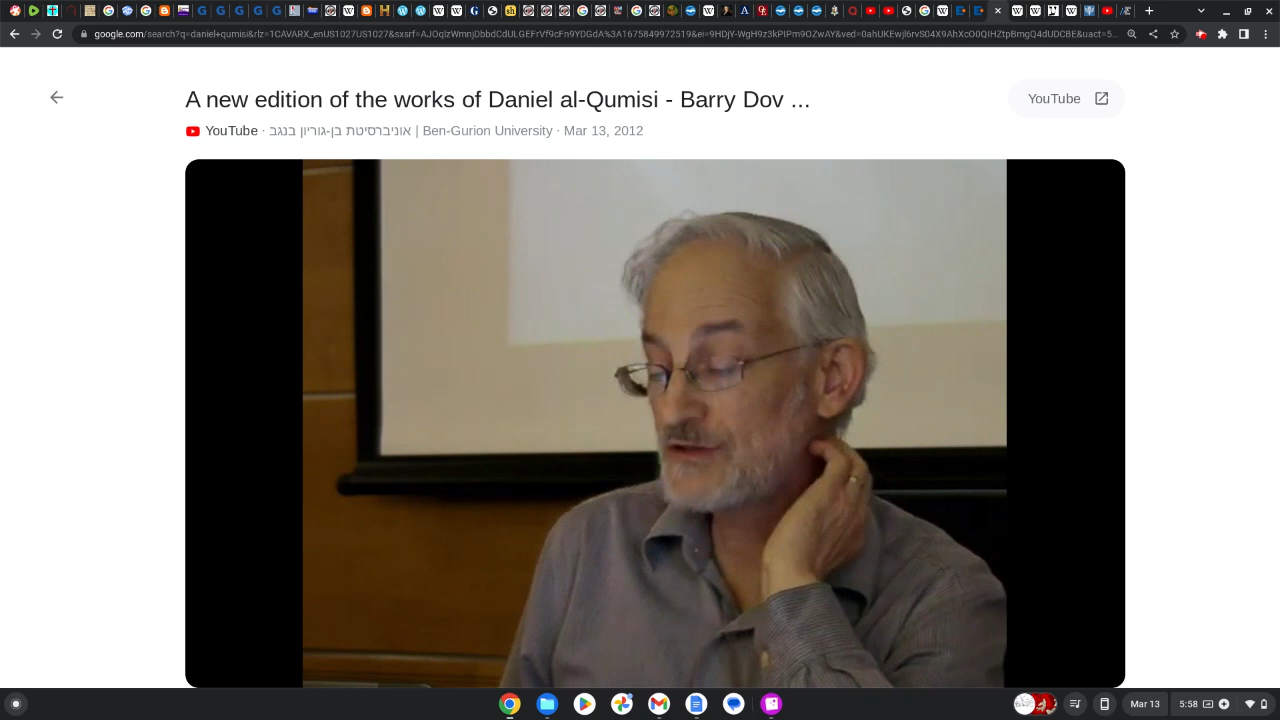 google.com/search?q=daniel+qumisi&rlz=1CAVARX_enUS1027US1027&sxsrf=AJOqlzWmnjDbbdCdULGEFrVf9cFn9YDGdA%3A1675849972519&ei=9HDjY-WgH9z3kPIPm9OZwAY&ved=0ahUKEwjl6rvS04X9AhXcO0QIHZtpBmgQ4dUDCBE&uact=5...
A new edition of the works of Daniel al-Qumisi - Barry Dov ...
YouTube
YouTube · אוניברסיטת בן-גוריון בנגב | Ben-Gurion University · Mar 13, 2012
Mar 13
5:58